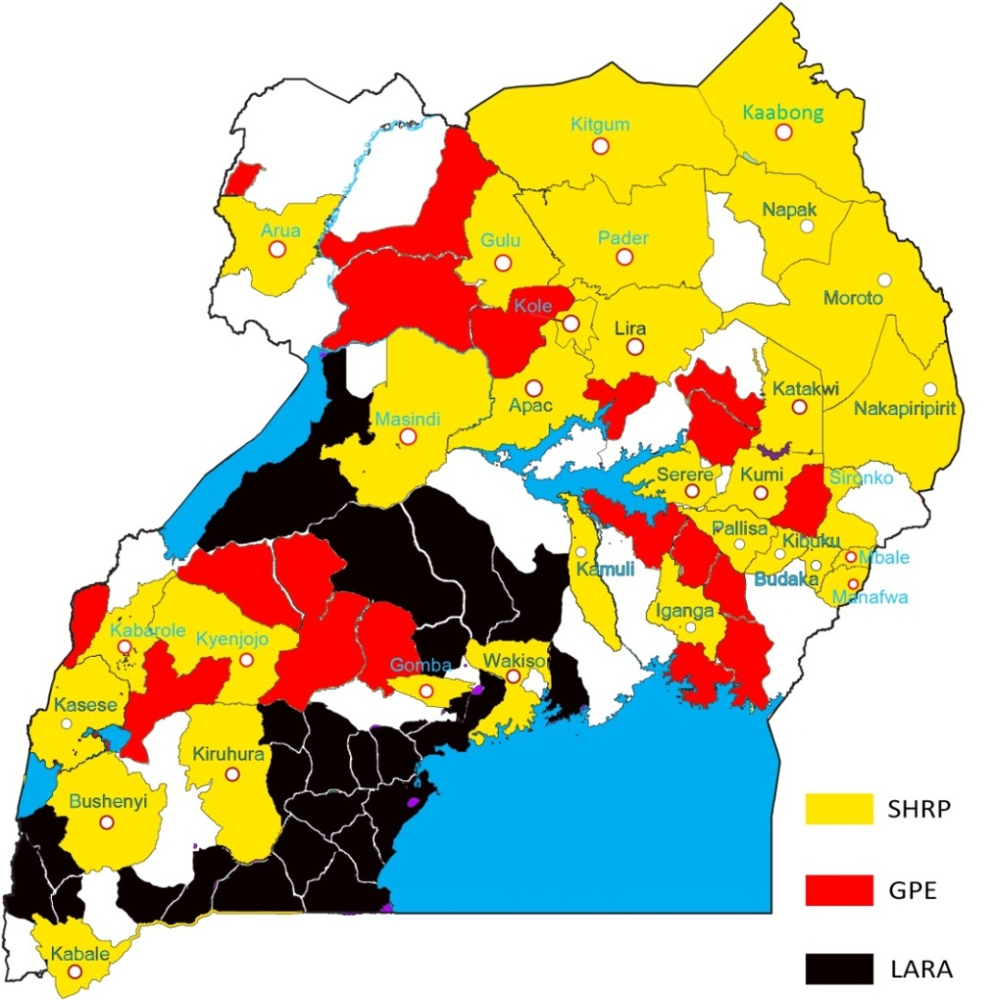 Kaabong
Kitgum
Napak
Arua
Gulu
Pader
Moroto
Kole
Lira
Katakwi
Apac
Nakapiripirit
Masindi
Serere
Kumi
Sironko
Pallisa
Kibuku
Mbale
Kamuli
Budaka
Manafwa
Iganga
Kabarole
Kyenjojo
Gomba
Wakiso
Kasese
Kiruhura
Bushenyi
SHRP
GPE
Kabale
LARA